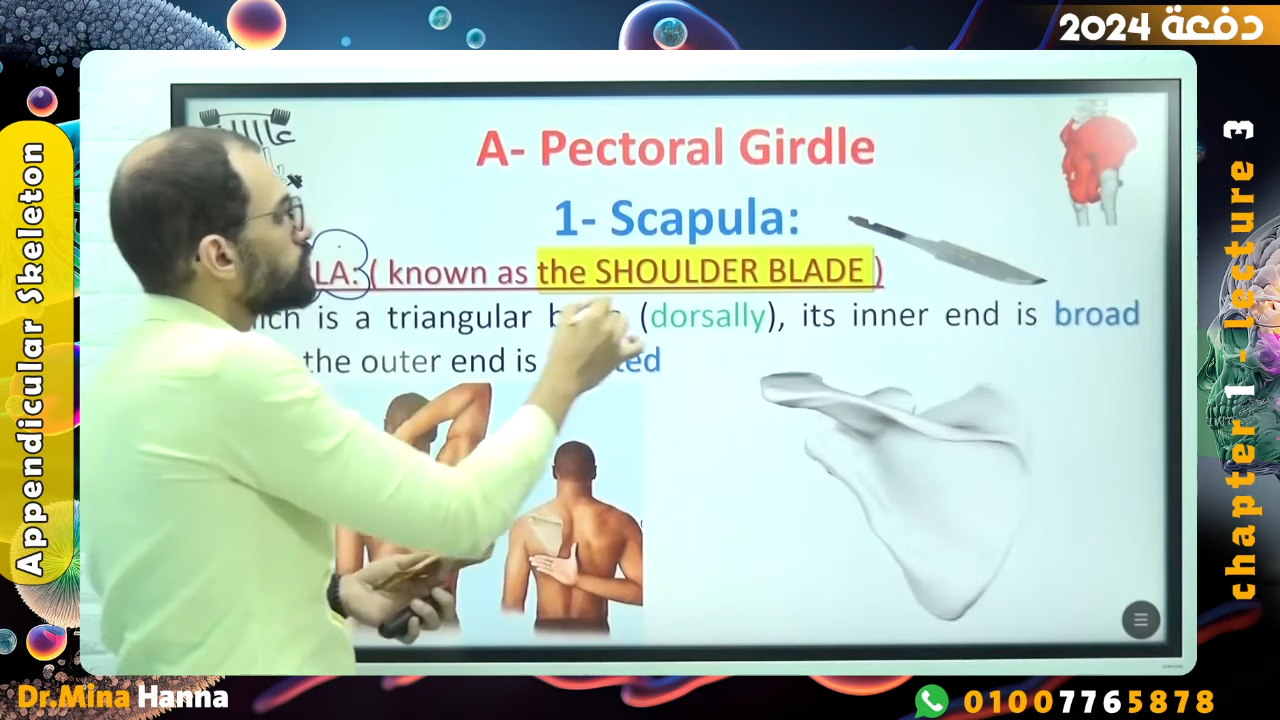 دفعة 2024
Appendicular Skeleton
chapter 1 - lecture 3
A- Pectoral Girdle
1- Scapula:
LA: ( known as the SHOULDER BLADE )
is a triangular (dorsally), its inner end is broad
the outer end is
Dr.Mina Hanna
01007765878